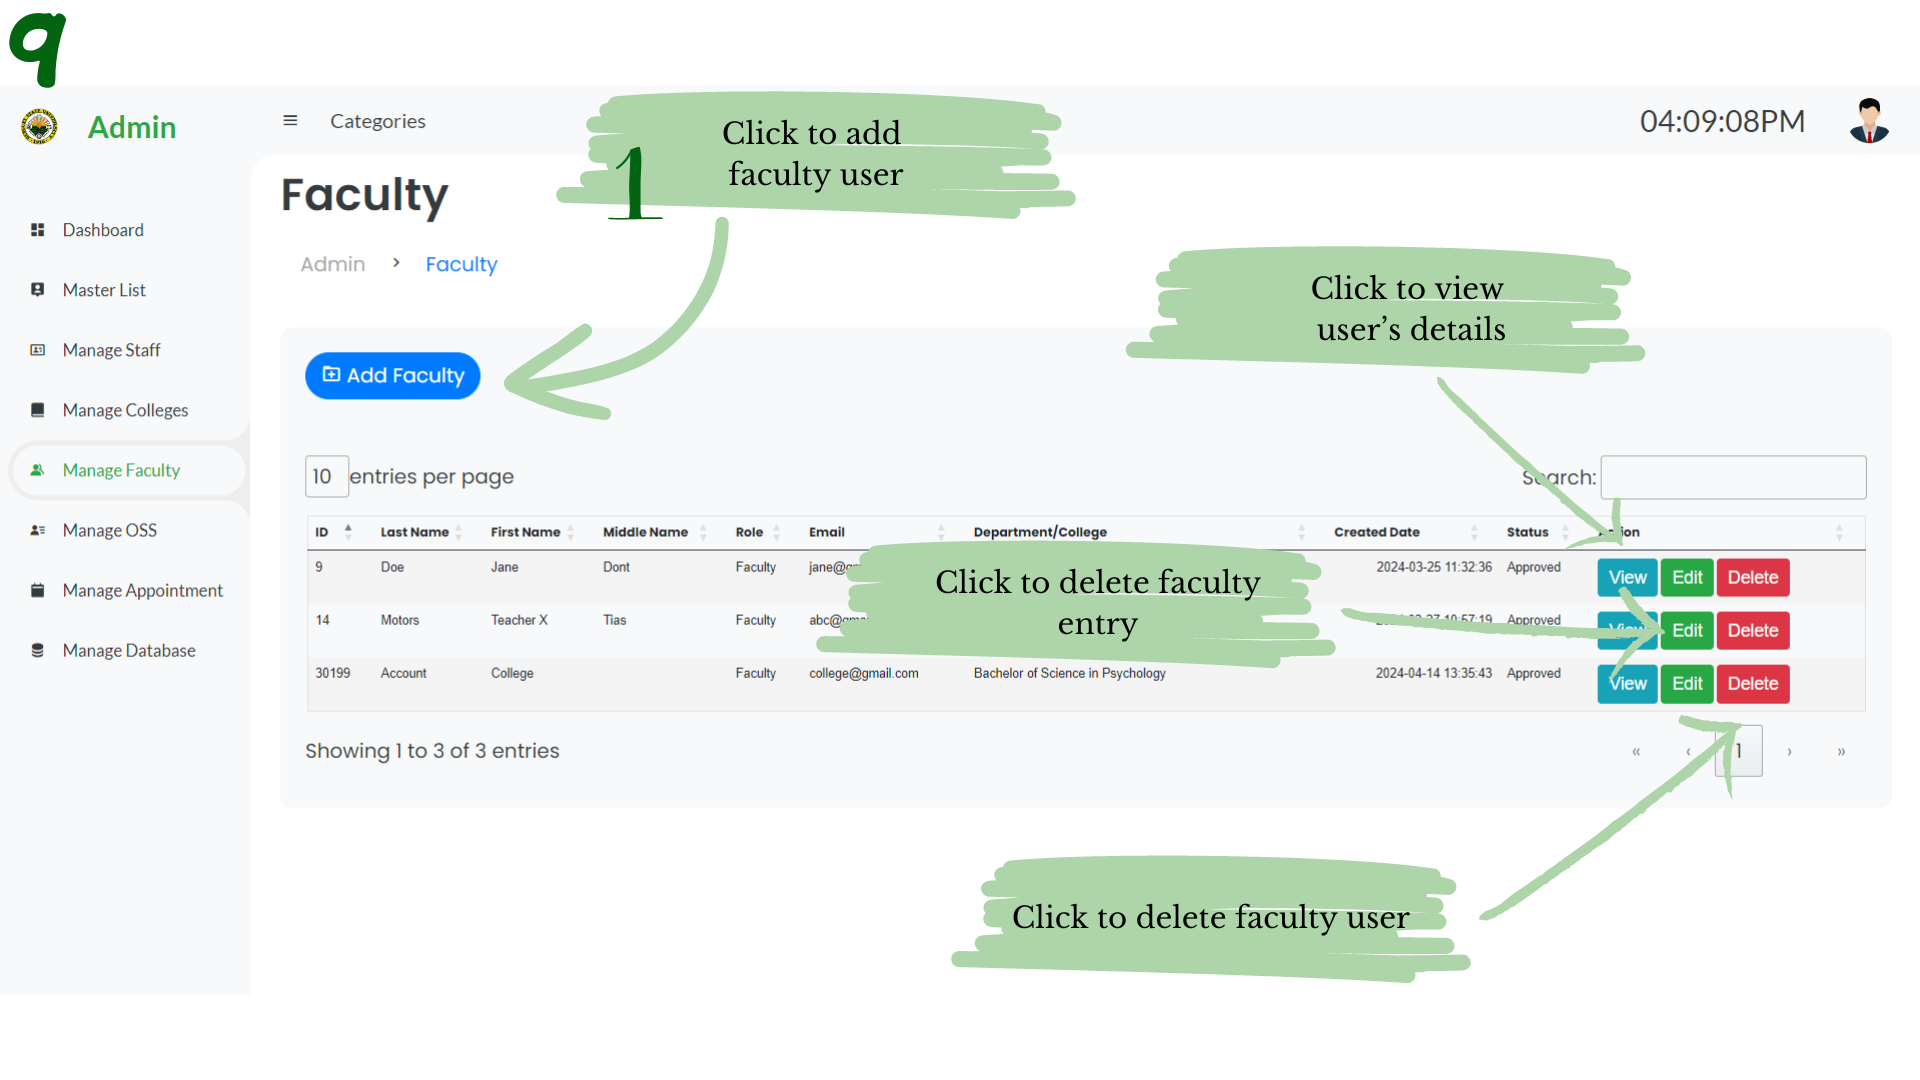 9
Admin
Categories
04:09:08PM
1
Click to add
faculty user
Faculty
Admin > Faculty
Click to view
user's details
Dashboard
Master List
Manage Staff
Manage Colleges
Manage Faculty
Manage OSS
Manage Appointment
Manage Database
Add Faculty
10 entries per page
Search:
ID Last Name First Name Middle Name Role Email Department/College Created Date Status Action
9 Doe Jane Dont Faculty 2024-03-25 11:32:36 Approved View Edit Delete
Click to delete faculty
entry
14 Motors Teacher X Tias Faculty Approved View Edit Delete
30199 Account College Faculty college@gmail.com Bachelor of Science in Psychology 2024-04-14 13:35:43 Approved View Edit Delete
Showing 1 to 3 of 3 entries
« ‹ 1 › »
Click to delete faculty user